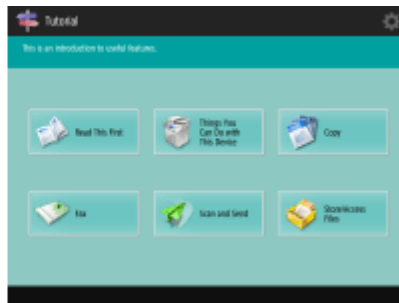 Tutorial
This is an introduction to useful features.
Read This First
Things You
Can Do with
This Device
Copy
Fax
Scan and Send
Store/Access
Files